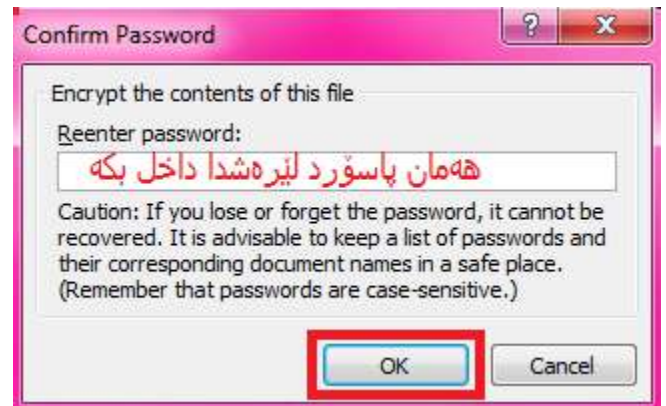 Confirm Password
Encrypt the contents of this file
Reenter password:
هەمان پاسۆرد لێرەشدا داخل بکە
Caution: If you lose or forget the password, it cannot be
recovered. It is advisable to keep a list of passwords and
their corresponding document names in a safe place.
(Remember that passwords are case-sensitive.)
OK Cancel